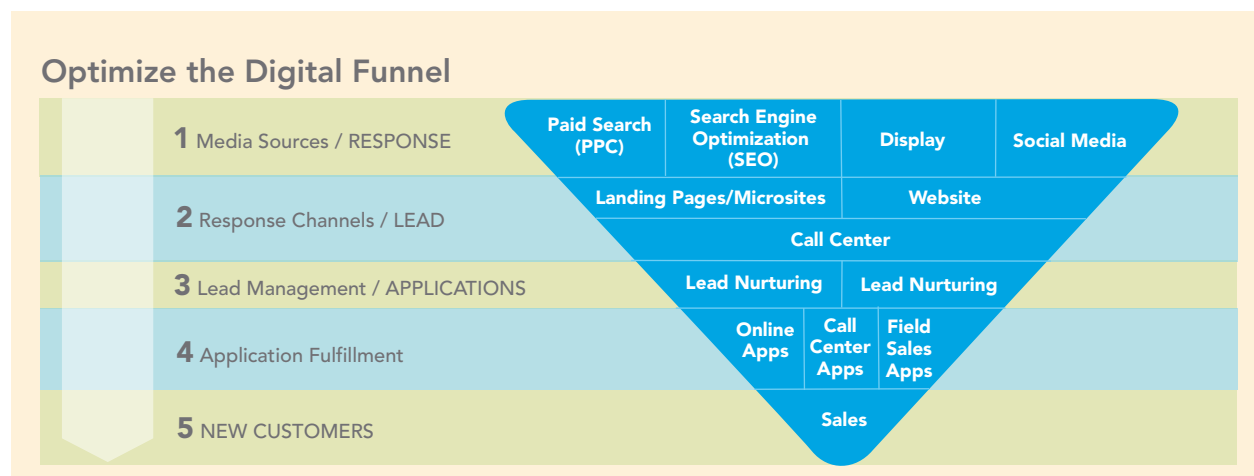 Optimize the Digital Funnel
1 Media Sources / RESPONSE
Paid Search
(PPC)
Search Engine
Optimization
(SEO)
Display
Social Media
2 Response Channels / LEAD
Landing Pages/Microsites
Website
Call Center
3 Lead Management / APPLICATIONS
Lead Nurturing
Lead Nurturing
4 Application Fulfillment
Online
Apps
Call
Center
Apps
Field
Sales
Apps
5 NEW CUSTOMERS
Sales